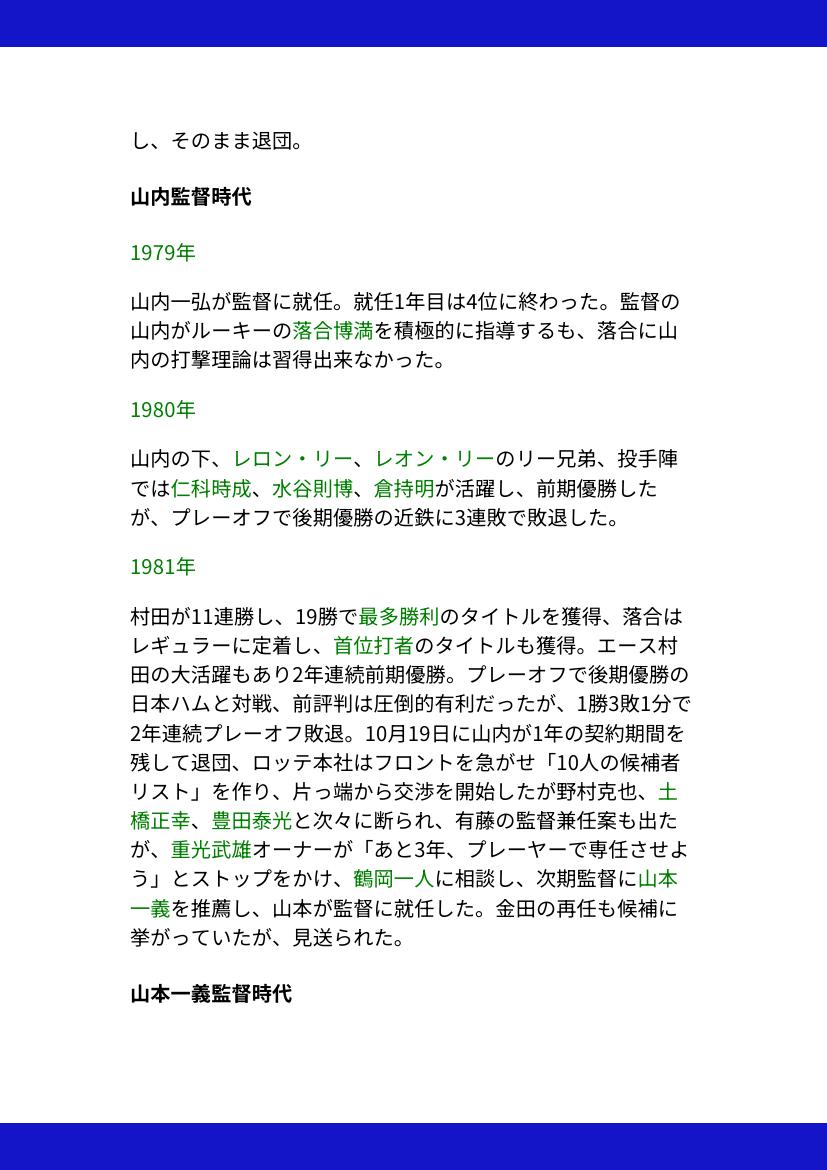 し、そのまま退団。
山内監督時代
1979年
山内一弘が監督に就任。就任1年目は4位に終わった。監督の
山内がルーキーの落合博満を積極的に指導するも、落合に山
内の打撃理論は習得出来なかった。
1980年
山内の下、レロン・リー、レオン・リーのリー兄弟、投手陣
では仁科時成、水谷則博、倉持明が活躍し、前期優勝した
が、プレーオフで後期優勝の近鉄に3連敗で敗退した。
1981年
村田が11連勝し、19勝で最多勝利のタイトルを獲得、落合は
レギュラーに定着し、首位打者のタイトルも獲得。エース村
田の大活躍もあり2年連続前期優勝。プレーオフで後期優勝の
日本ハムと対戦、前評判は圧倒的有利だったが、1勝3敗1分で
2年連続プレーオフ敗退。10月19日に山内が1年の契約期間を
残して退団、ロッテ本社はフロントを急がせ「10人の候補者
リスト」を作り、片っ端から交渉を開始したが野村克也、土
橋正幸、豊田泰光と次々に断られ、有藤の監督兼任案も出た
が、重光武雄オーナーが「あと3年、プレーヤーで専任させよ
う」とストップをかけ、鶴岡一人に相談し、次期監督に山本
一義を推薦し、山本が監督に就任した。金田の再任も候補に
挙がっていたが、見送られた。
山本一義監督時代